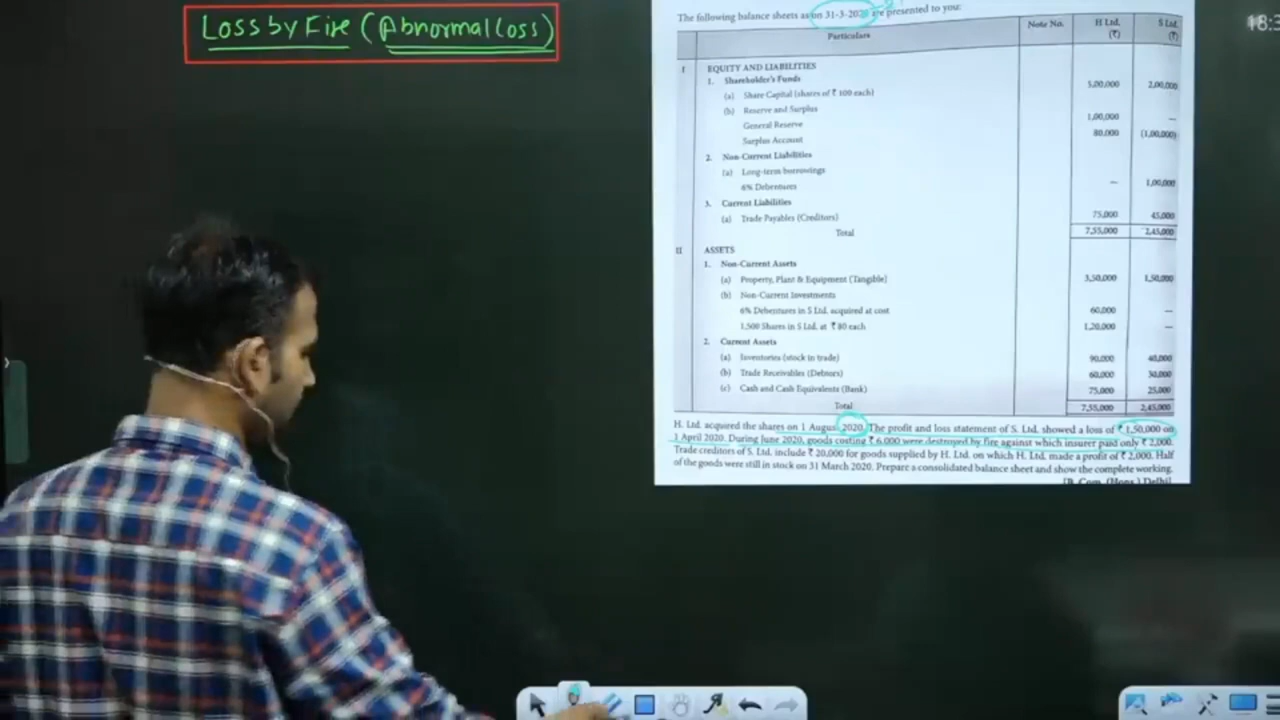 Loss by Fire (Abnormal Loss)
The following balance sheets as on 31-3-2020 are presented to you:
Particulars Note No. H Ltd. (₹) S Ltd. (₹)
I EQUITY AND LIABILITIES
1. Shareholder's Funds
(a) Share Capital (shares of ₹ 100 each) 5,00,000 2,00,000
(b) Reserve and Surplus
General Reserve 1,00,000 —
Surplus Account 80,000 (1,00,000)
2. Non-Current Liabilities
(a) Long-term borrowings
6% Debentures — 1,00,000
3. Current Liabilities
(a) Trade Payables (Creditors) 75,000 45,000
Total 7,55,000 2,45,000
II ASSETS
1. Non-Current Assets
(a) Property, Plant & Equipment (Tangible) 3,50,000 1,50,000
(b) Non-Current Investments
6% Debentures in S Ltd. acquired at cost 60,000 —
1,500 Shares in S Ltd. at ₹ 80 each 1,20,000 —
2. Current Assets
(a) Inventories (stock in trade) 90,000 40,000
(b) Trade Receivables (Debtors) 60,000 30,000
(c) Cash and Cash Equivalents (Bank) 75,000 25,000
Total 7,55,000 2,45,000
H. Ltd. acquired the shares on 1 August 2020. The profit and loss statement of S. Ltd. showed a loss of ₹ 1,50,000 on
1 April 2020. During June 2020, goods costing ₹ 6,000 were destroyed by fire against which insurer paid only ₹ 2,000.
Trade creditors of S. Ltd. include ₹ 20,000 for goods supplied by H. Ltd. on which H. Ltd. made a profit of ₹ 2,000. Half
of the goods were still in stock on 31 March 2020. Prepare a consolidated balance sheet and show the complete working.
[B. Com. (Hons.) Delhi]